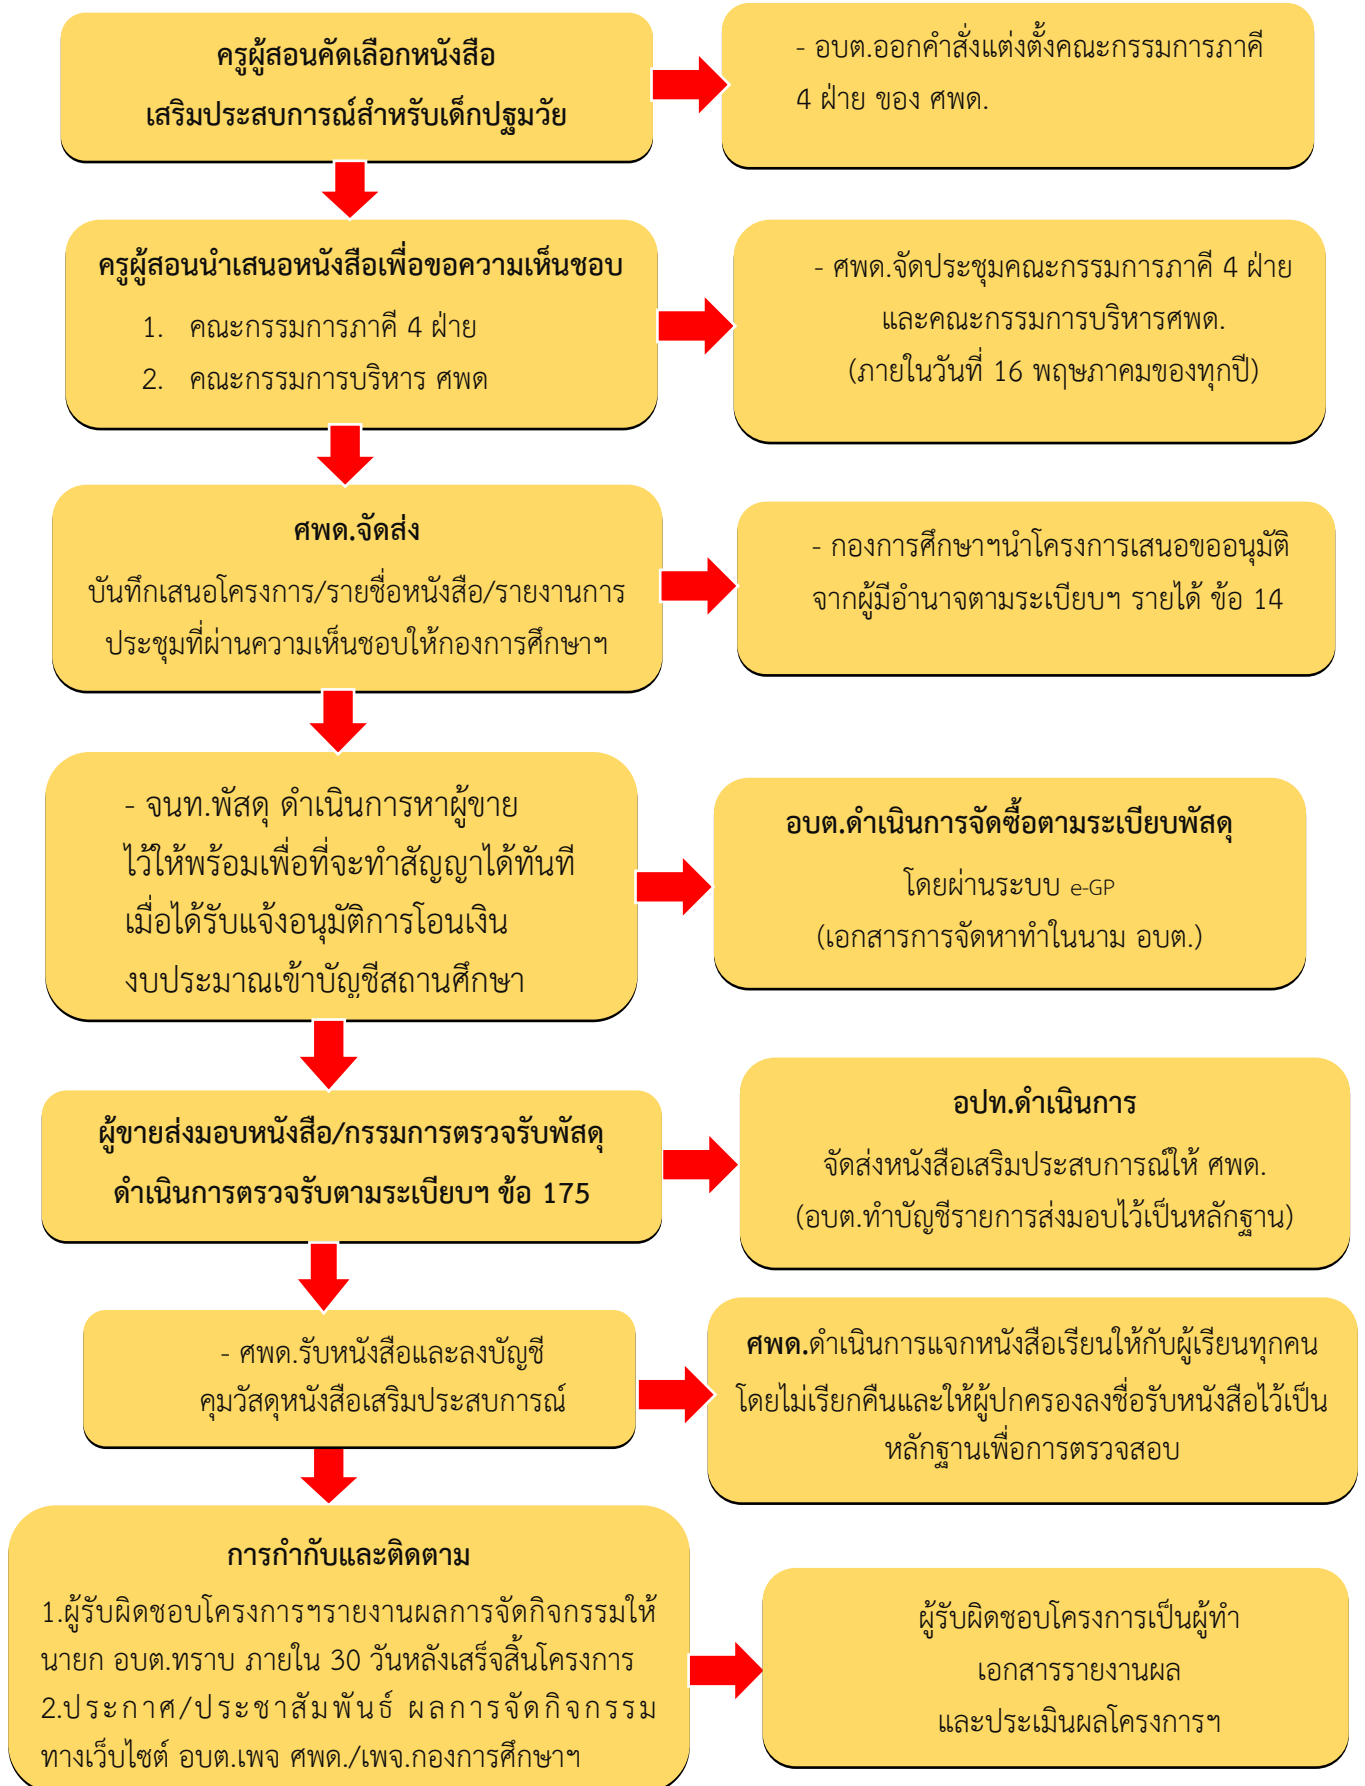 ครูผู้สอนคัดเลือกหนังสือ
เสริมประสบการณ์สำหรับเด็กปฐมวัย
- อบต.ออกคำสั่งแต่งตั้งคณะกรรมการภาคี
4 ฝ่าย ของ ศพด.
ครูผู้สอนนำเสนอหนังสือเพื่อขอความเห็นชอบ
1. คณะกรรมการภาคี 4 ฝ่าย
2. คณะกรรมการบริหาร ศพด
- ศพด.จัดประชุมคณะกรรมการภาคี 4 ฝ่าย
และคณะกรรมการบริหารศพด.
(ภายในวันที่ 16 พฤษภาคมของทุกปี)
ศพด.จัดส่ง
บันทึกเสนอโครงการ/รายชื่อหนังสือ/รายงานการ
ประชุมที่ผ่านความเห็นชอบให้กองการศึกษาฯ
- กองการศึกษาฯนำโครงการเสนอขออนุมัติ
จากผู้มีอำนาจตามระเบียบฯ รายได้ ข้อ 14
- จนท.พัสดุ ดำเนินการหาผู้ขาย
ไว้ให้พร้อมเพื่อที่จะทำสัญญาได้ทันที
เมื่อได้รับแจ้งอนุมัติการโอนเงิน
งบประมาณเข้าบัญชีสถานศึกษา
อบต.ดำเนินการจัดซื้อตามระเบียบพัสดุ
โดยผ่านระบบ e-GP
(เอกสารการจัดหาทำในนาม อบต.)
ผู้ขายส่งมอบหนังสือ/กรรมการตรวจรับพัสดุ
ดำเนินการตรวจรับตามระเบียบฯ ข้อ 175
อปท.ดำเนินการ
จัดส่งหนังสือเสริมประสบการณ์ให้ ศพด.
(อบต.ทำบัญชีรายการส่งมอบไว้เป็นหลักฐาน)
- ศพด.รับหนังสือและลงบัญชี
คุมวัสดุหนังสือเสริมประสบการณ์
ศพด.ดำเนินการแจกหนังสือเรียนให้กับผู้เรียนทุกคน
โดยไม่เรียกคืนและให้ผู้ปกครองลงชื่อรับหนังสือไว้เป็น
หลักฐานเพื่อการตรวจสอบ
การกำกับและติดตาม
1.ผู้รับผิดชอบโครงการฯรายงานผลการจัดกิจกรรมให้
นายก อบต.ทราบ ภายใน 30 วันหลังเสร็จสิ้นโครงการ
2.ประกาศ/ประชาสัมพันธ์ ผลการจัดกิจกรรม
ทางเว็บไซต์ อบต.เพจ ศพด./เพจ.กองการศึกษาฯ
ผู้รับผิดชอบโครงการเป็นผู้ทำ
เอกสารรายงานผล
และประเมินผลโครงการฯ